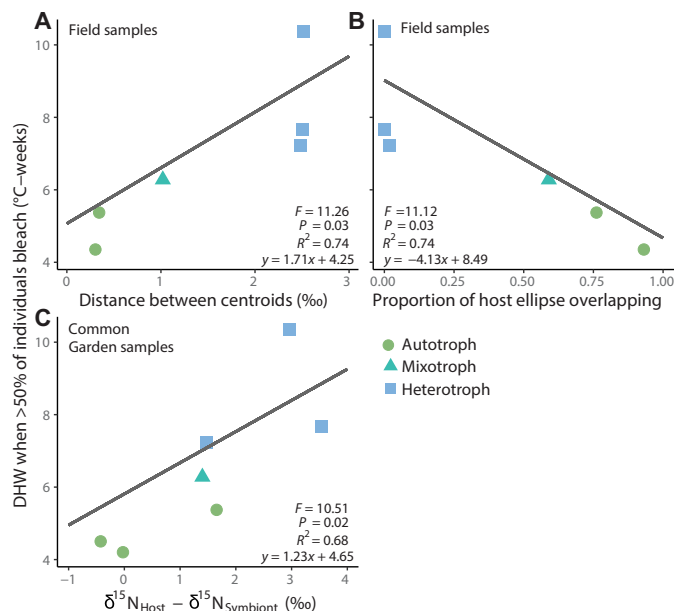 A
Field samples
10
8
6
4
F = 11.26
P = 0.03
R² = 0.74
y = 1.71x + 4.25
0
1
2
3
Distance between centroids (‰)
B
Field samples
F = 11.12
P = 0.03
R² = 0.74
y = −4.13x + 8.49
0.00
0.25
0.50
0.75
1.00
Proportion of host ellipse overlapping
DHW when >50% of individuals bleach (°C–weeks)
C
Common
Garden samples
10
8
6
4
F = 10.51
P = 0.02
R² = 0.68
y = 1.23x + 4.65
−1
0
1
2
3
4
δ¹⁵N Host − δ¹⁵N Symbiont (‰)
Autotroph
Mixotroph
Heterotroph